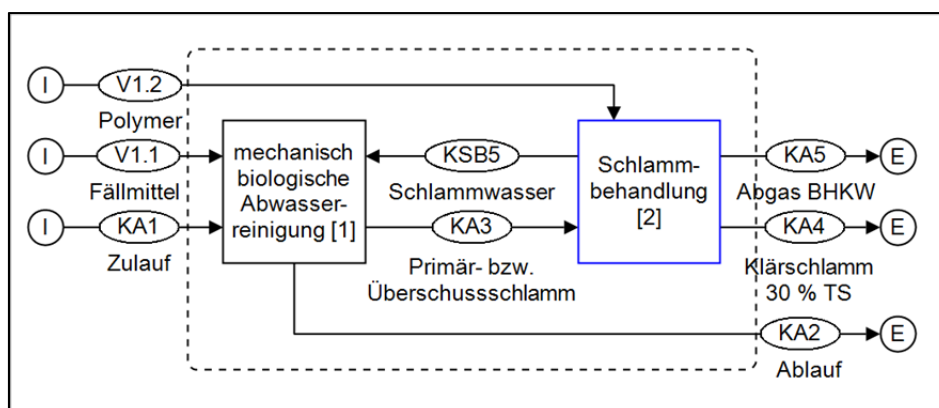 I
V1.2
Polymer
I
V1.1
Fällmittel
I
KA1
Zulauf
mechanisch
biologische
Abwasser-
reinigung [1]
KSB5
Schlammwasser
KA3
Primär- bzw.
Überschussschlamm
Schlamm-
behandlung
[2]
KA5
E
Abgas BHKW
KA4
E
Klärschlamm
30 % TS
KA2
E
Ablauf